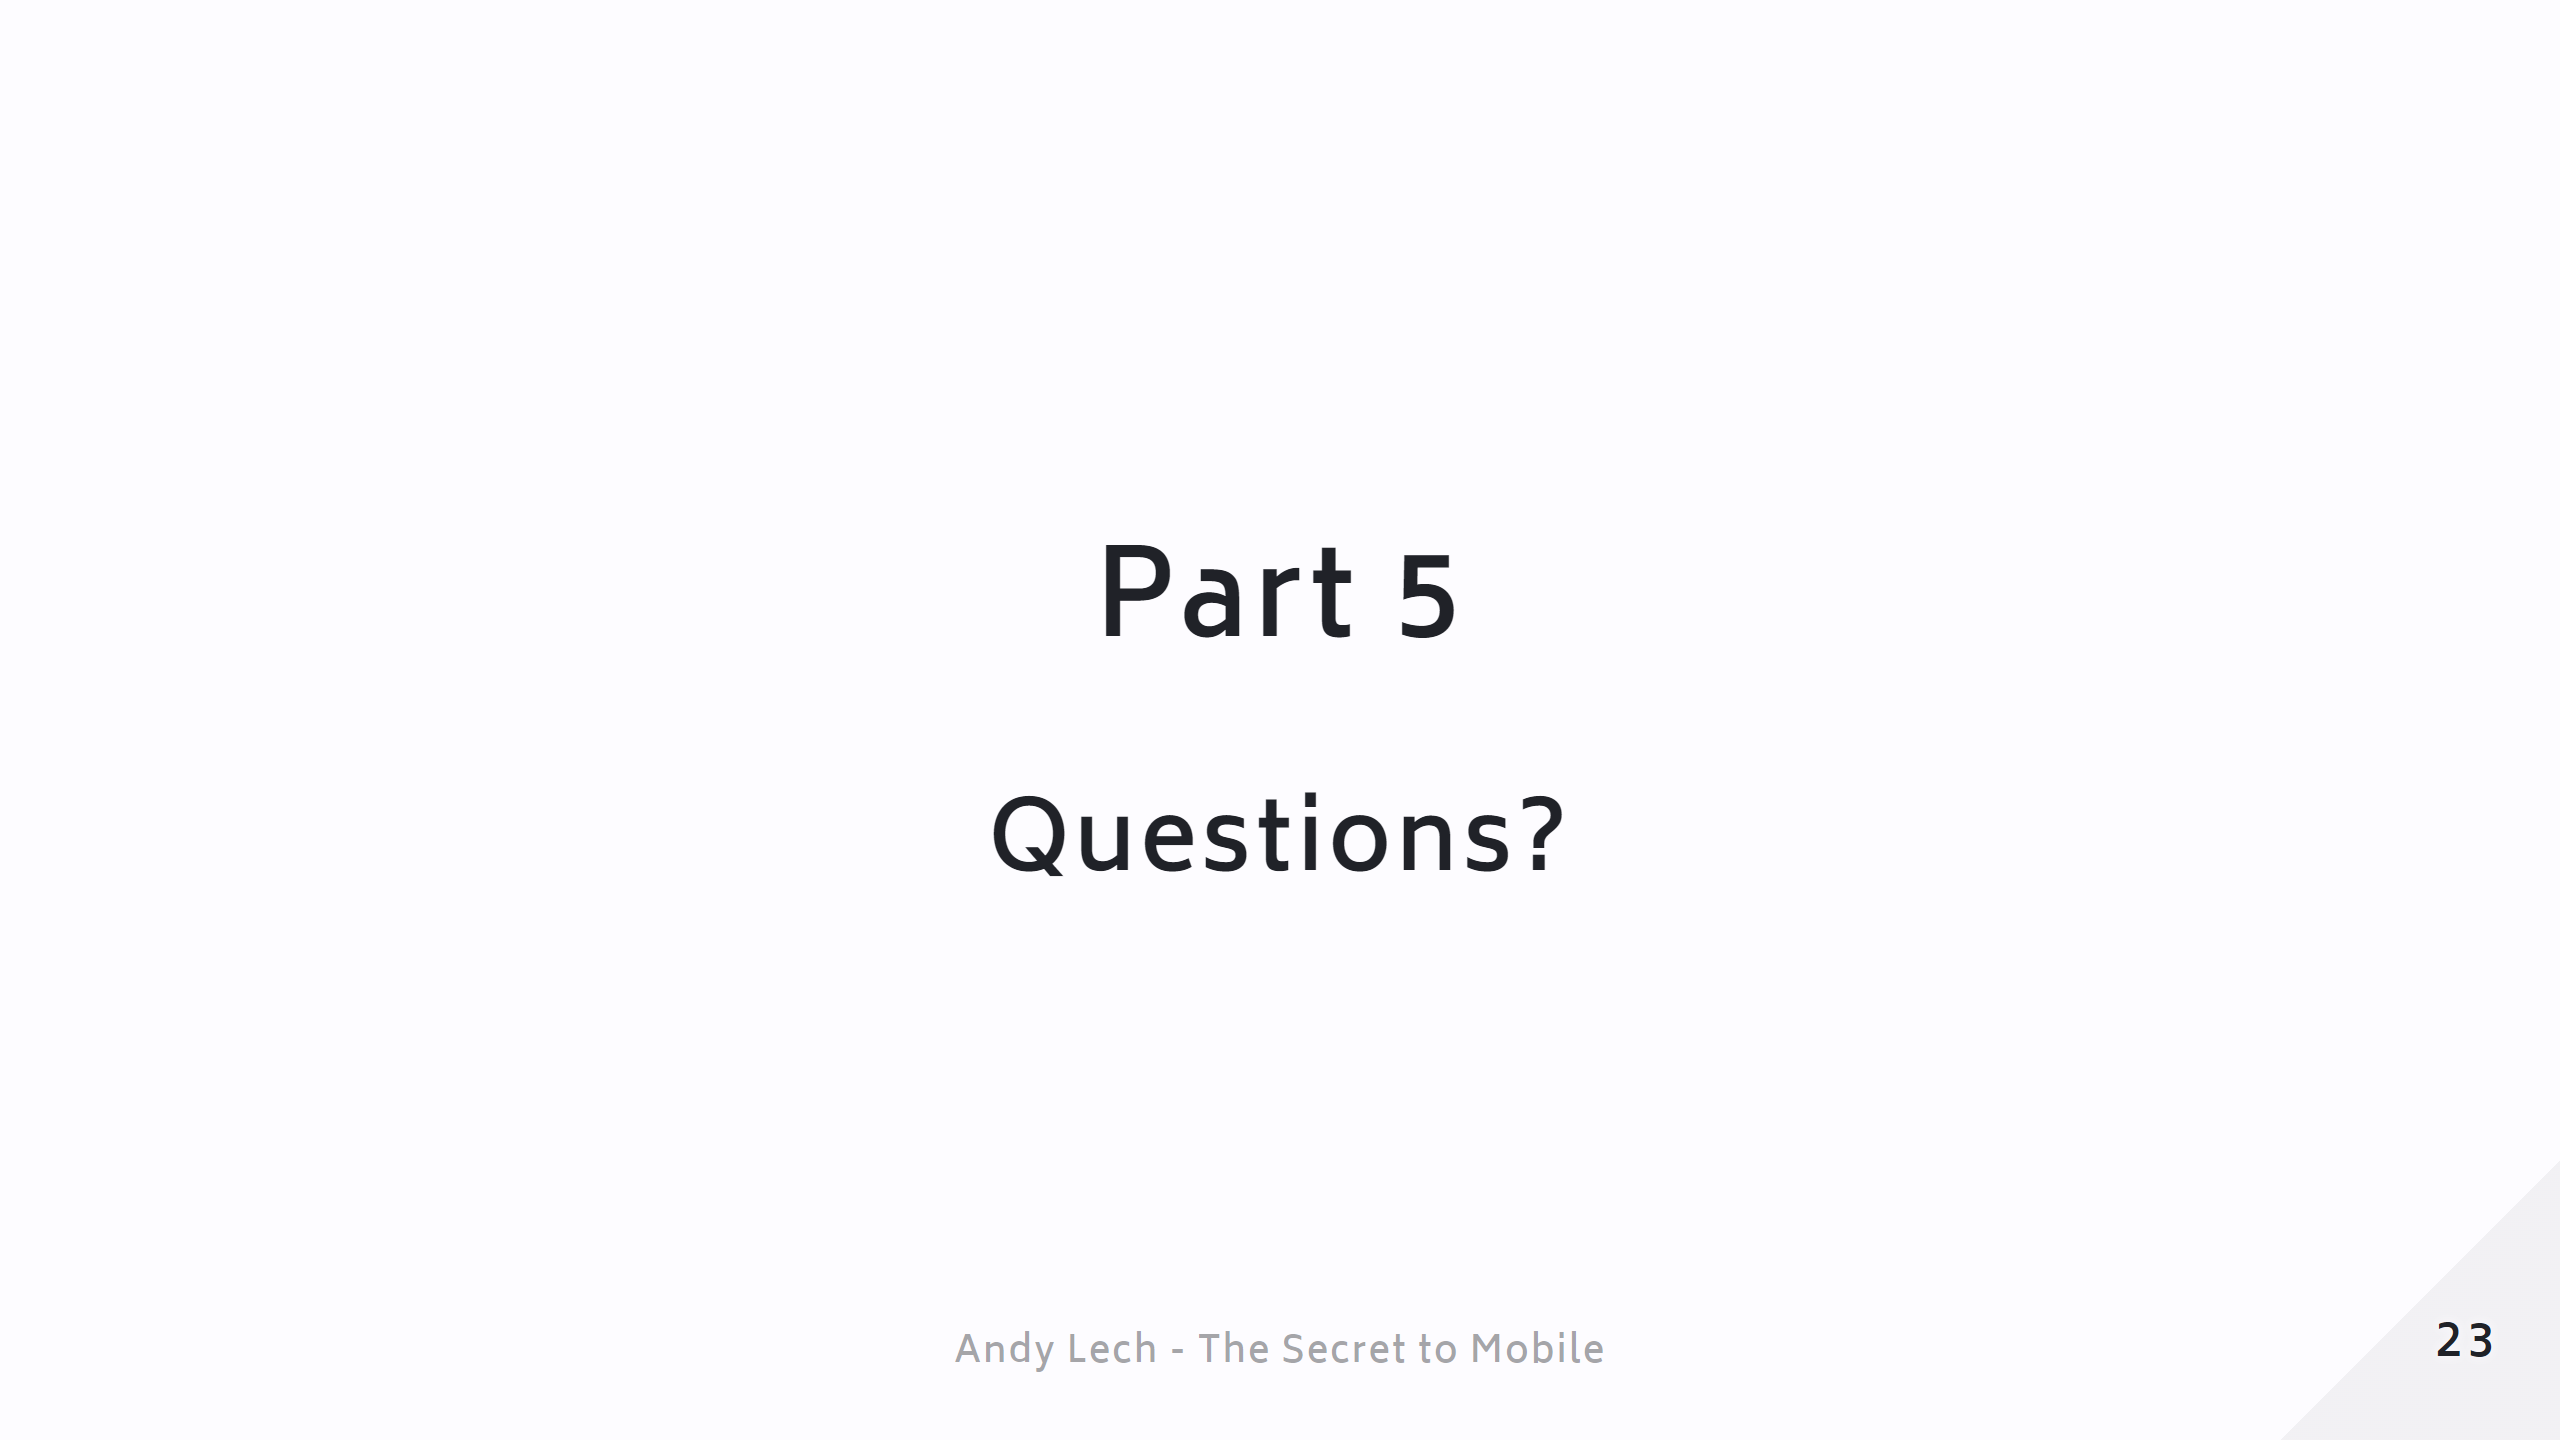 Part 5
Questions?
Andy Lech - The Secret to Mobile
23